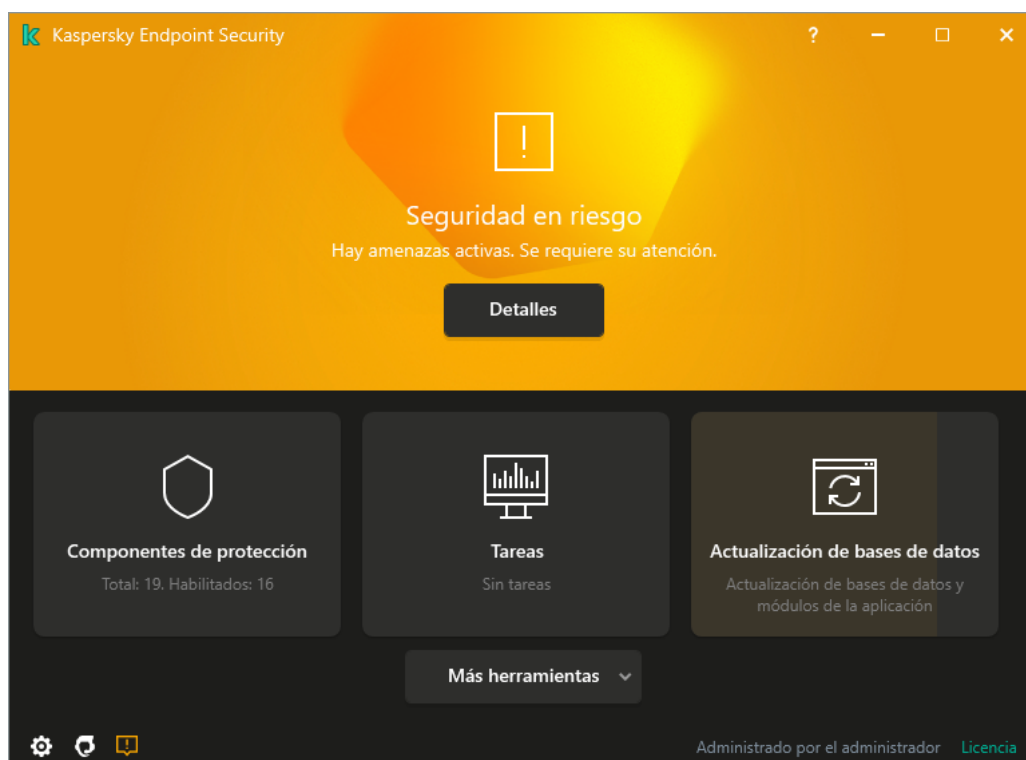 Kaspersky Endpoint Security
?
!
Seguridad en riesgo
Hay amenazas activas. Se requiere su atención.
Detalles
Componentes de protección
Total: 19. Habilitados: 16
Tareas
Sin tareas
Actualización de bases de datos
Actualización de bases de datos y
módulos de la aplicación
Más herramientas
Administrado por el administrador
Licencia